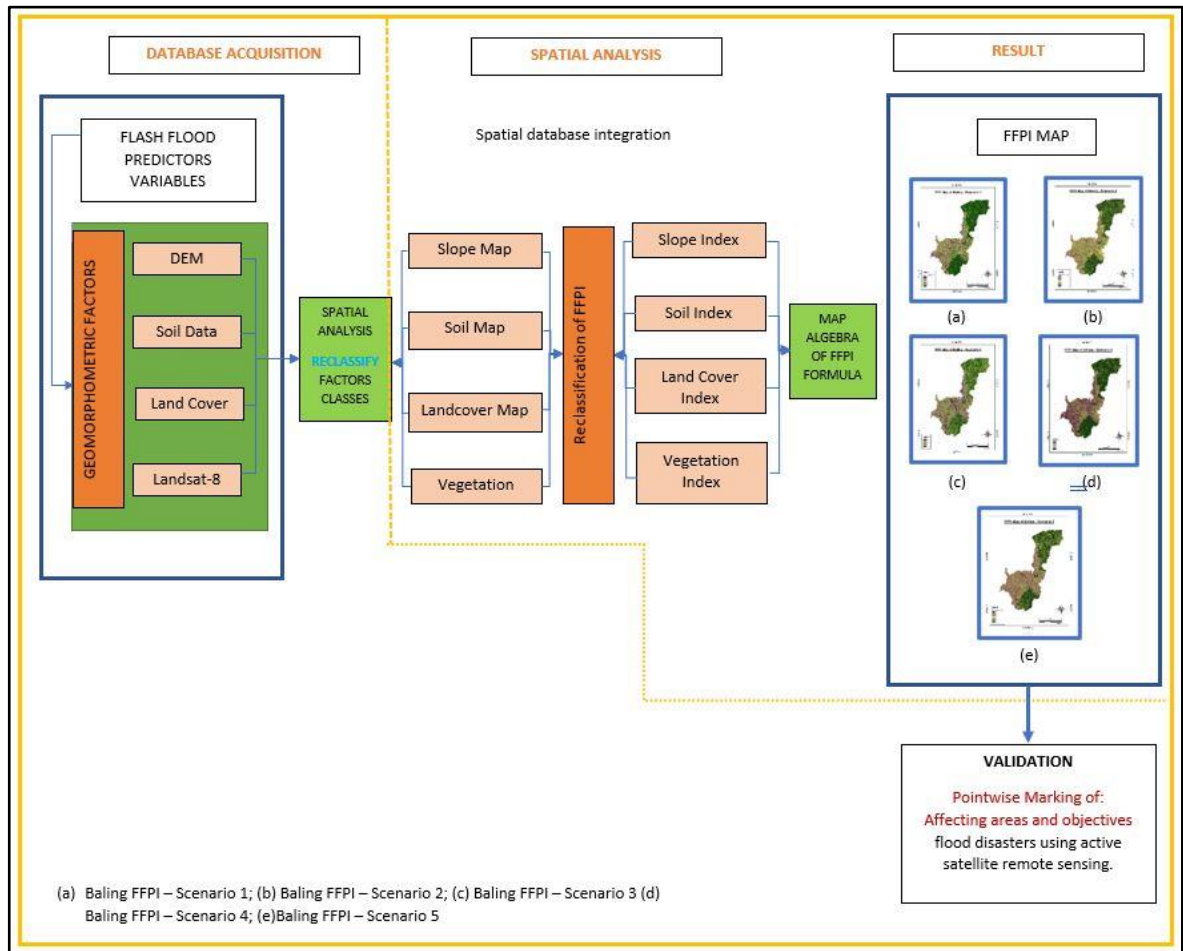 DATABASE ACQUISITION
SPATIAL ANALYSIS
RESULT
FLASH FLOOD
PREDICTORS
VARIABLES
GEOMORPHOMETRIC FACTORS
DEM
Soil Data
Land Cover
Landsat-8
SPATIAL
ANALYSIS
RECLASSIFY
FACTORS
CLASSES
Spatial database integration
Slope Map
Soil Map
Landcover Map
Vegetation
Reclassification of FFPI
Slope Index
Soil Index
Land Cover
Index
Vegetation
Index
MAP
ALGEBRA
OF FFPI
FORMULA
FFPI MAP
(a)
(b)
(c)
(d)
(e)
VALIDATION
Pointwise Marking of:
Affecting areas and objectives
flood disasters using active
satellite remote sensing.
(a) Baling FFPI – Scenario 1; (b) Baling FFPI – Scenario 2; (c) Baling FFPI – Scenario 3 (d)
Baling FFPI – Scenario 4; (e)Baling FFPI – Scenario 5